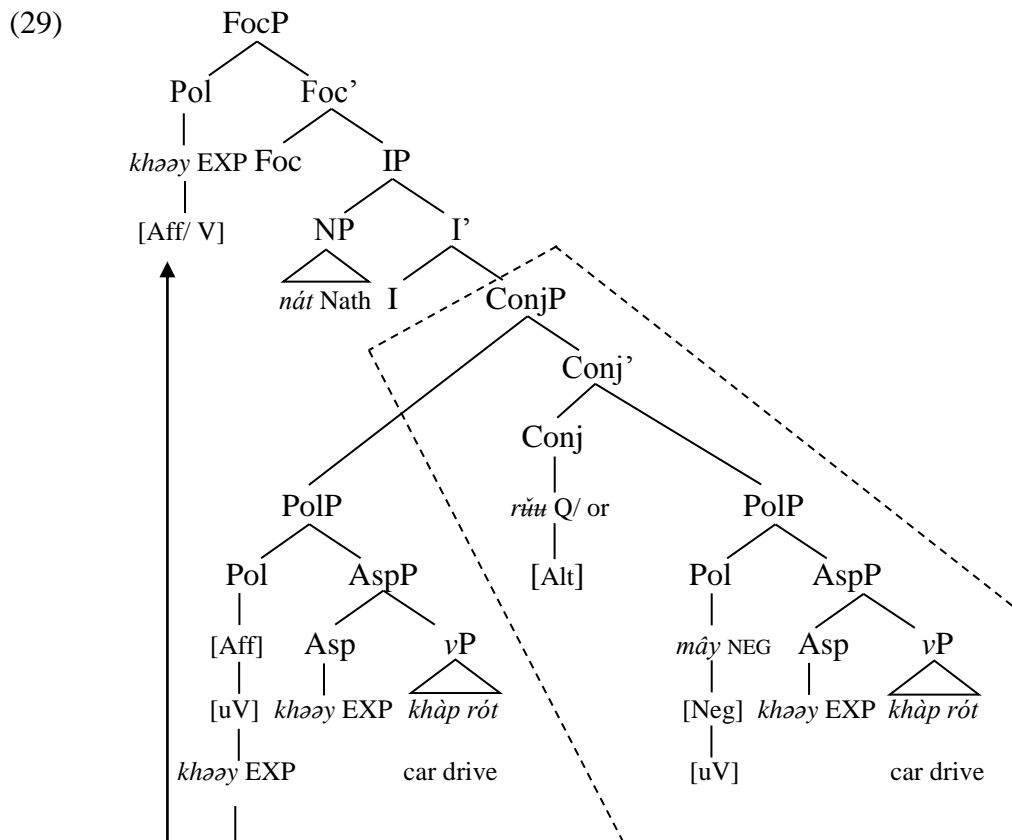 (29)
FocP
Pol Foc’
khəəy EXP Foc IP
[Aff/ V] NP I’
nát Nath I ConjP
Conj’
Conj
PolP rɨ̌ɨ Q/ or PolP
Pol AspP [Alt] Pol AspP
[Aff] Asp vP mây NEG Asp vP
[uV] khəəy EXP khàp rót [Neg] khəəy EXP khàp rót
khəəy EXP car drive [uV] car drive